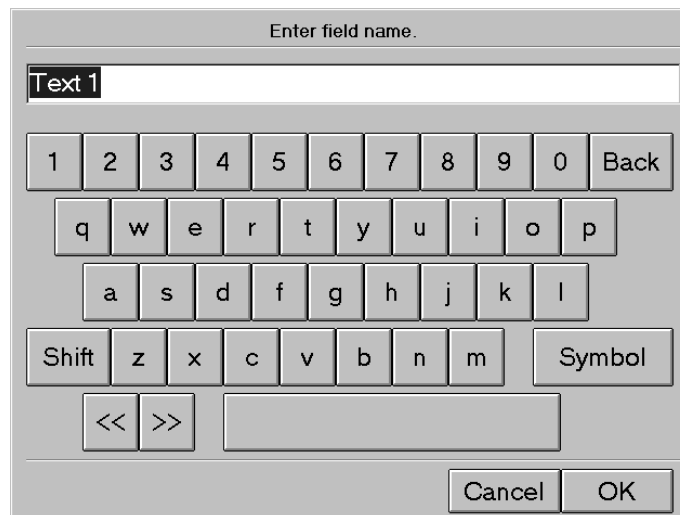 Enter field name.
Text 1
1 2 3 4 5 6 7 8 9 0 Back
q w e r t y u i o p
a s d f g h j k l
Shift z x c v b n m Symbol
<< >>
Cancel OK